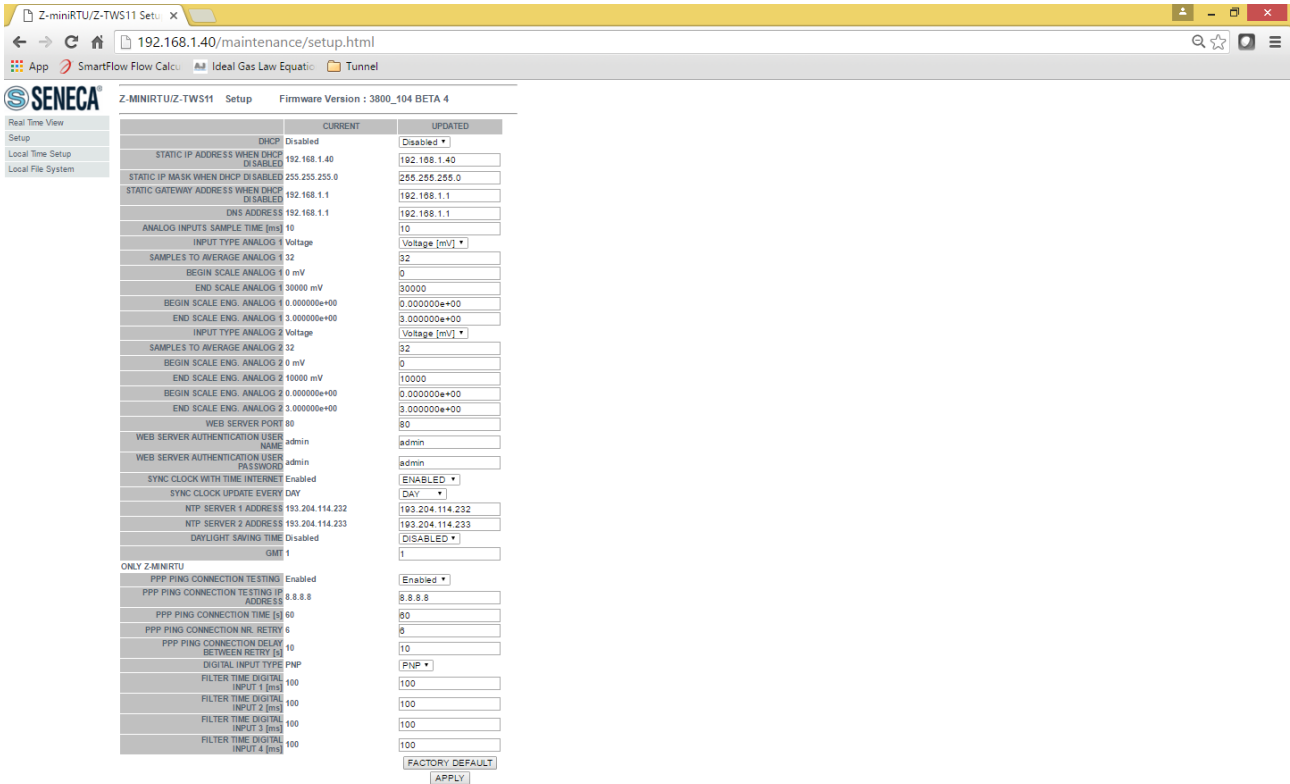 Z-miniRTU/Z-TWS11 Setu
192.168.1.40/maintenance/setup.html
App SmartFlow Flow Calcu Ideal Gas Law Equatio Tunnel
SENECA®
Z-MINIRTU/Z-TWS11 Setup Firmware Version : 3800_104 BETA 4
Real Time View
Setup
Local Time Setup
Local File System
CURRENT UPDATED
DHCP Disabled Disabled
STATIC IP ADDRESS WHEN DHCP
DISABLED 192.168.1.40 192.168.1.40
STATIC IP MASK WHEN DHCP DISABLED 255.255.255.0 255.255.255.0
STATIC GATEWAY ADDRESS WHEN DHCP
DISABLED 192.168.1.1 192.168.1.1
DNS ADDRESS 192.168.1.1 192.168.1.1
ANALOG INPUTS SAMPLE TIME [ms] 10 10
INPUT TYPE ANALOG 1 Voltage Voltage [mV]
SAMPLES TO AVERAGE ANALOG 1 32 32
BEGIN SCALE ANALOG 1 0 mV 0
END SCALE ANALOG 1 30000 mV 30000
BEGIN SCALE ENG. ANALOG 1 0.000000e+00 0.000000e+00
END SCALE ENG. ANALOG 1 3.000000e+00 3.000000e+00
INPUT TYPE ANALOG 2 Voltage Voltage [mV]
SAMPLES TO AVERAGE ANALOG 2 32 32
BEGIN SCALE ENG. ANALOG 2 0 mV 0
END SCALE ENG. ANALOG 2 10000 mV 10000
BEGIN SCALE ENG. ANALOG 2 0.000000e+00 0.000000e+00
END SCALE ENG. ANALOG 2 3.000000e+00 3.000000e+00
WEB SERVER PORT 80 80
WEB SERVER AUTHENTICATION USER
NAME admin admin
WEB SERVER AUTHENTICATION USER
PASSWORD admin admin
SYNC CLOCK WITH TIME INTERNET Enabled ENABLED
SYNC CLOCK UPDATE EVERY DAY DAY
NTP SERVER 1 ADDRESS 193.204.114.232 193.204.114.232
NTP SERVER 2 ADDRESS 193.204.114.233 193.204.114.233
DAYLIGHT SAVING TIME Disabled DISABLED
GMT 1 1
ONLY Z-MINIRTU
PPP PING CONNECTION TESTING Enabled Enabled
PPP PING CONNECTION TESTING IP
ADDRESS 8.8.8.8 8.8.8.8
PPP PING CONNECTION TIME [s] 60 60
PPP PING CONNECTION NR. RETRY 6 6
PPP PING CONNECTION DELAY
BETWEEN RETRY [s] 10 10
DIGITAL INPUT TYPE PNP PNP
FILTER TIME DIGITAL
INPUT 1 [ms] 100 100
FILTER TIME DIGITAL
INPUT 2 [ms] 100 100
FILTER TIME DIGITAL
INPUT 3 [ms] 100 100
FILTER TIME DIGITAL
INPUT 4 [ms] 100 100
FACTORY DEFAULT
APPLY